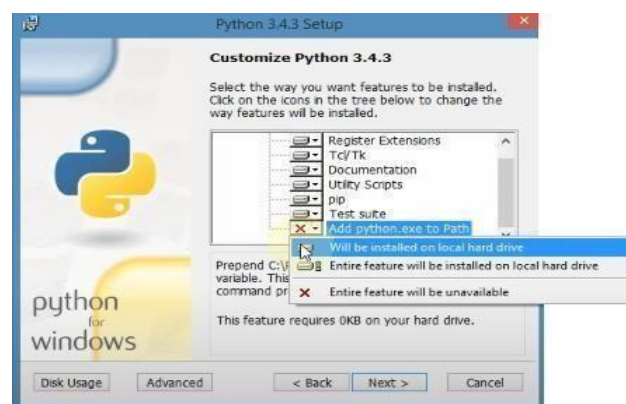 Python 3.4.3 Setup
Customize Python 3.4.3
Select the way you want features to be installed.
Click on the icons in the tree below to change the
way features will be installed.
Register Extensions
Tcl/Tk
Documentation
Utility Scripts
pip
Test suite
Add python.exe to Path
Will be installed on local hard drive
Entire feature will be installed on local hard drive
Entire feature will be unavailable
Prepend C:\
variable. This
command pr
This feature requires 0KB on your hard drive.
python
for
windows
Disk Usage
Advanced
< Back
Next >
Cancel